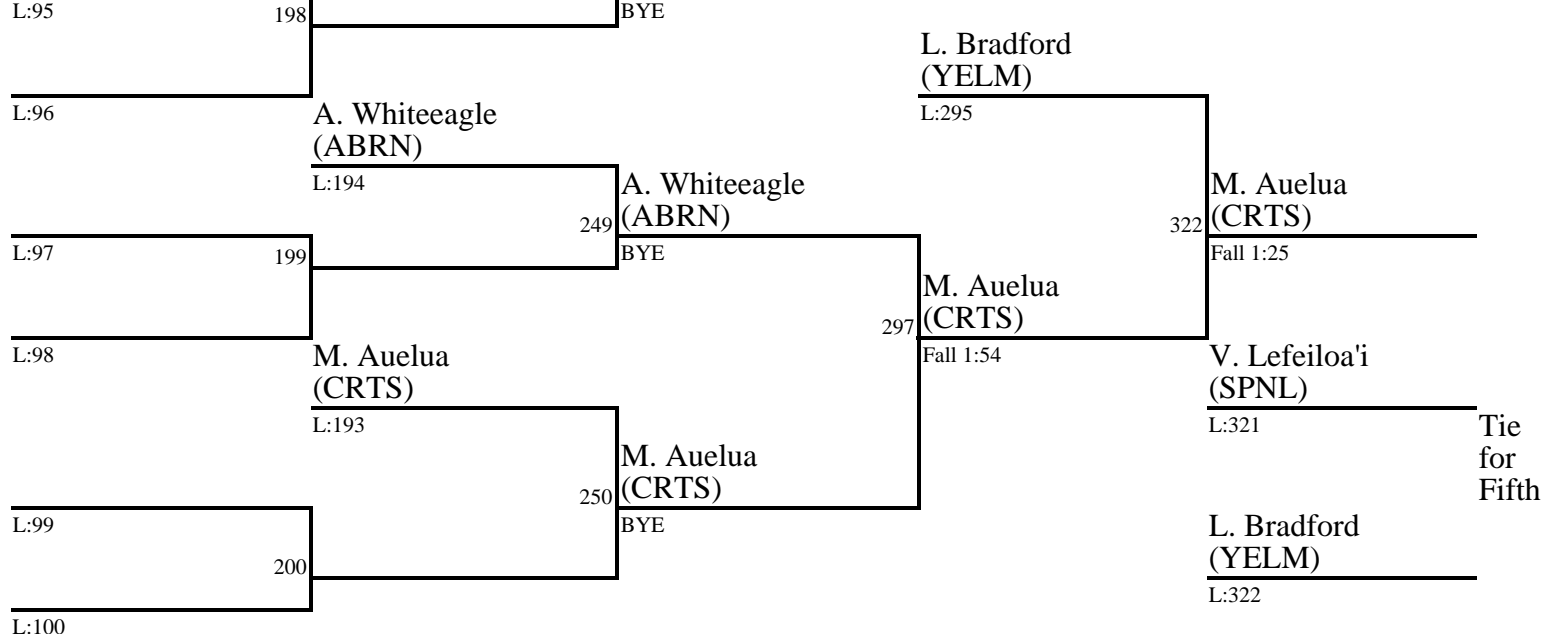 L:95
198
BYE
L. Bradford
(YELM)
L:96
A. Whiteeagle
(ABRN)
L:295
L:194
A. Whiteeagle
(ABRN)
249
BYE
M. Auelua
(CRTS)
322
Fall 1:25
L:97
199
M. Auelua
(CRTS)
297
Fall 1:54
L:98
M. Auelua
(CRTS)
L:193
V. Lefeiloa'i
(SPNL)
L:321
Tie
for
Fifth
M. Auelua
(CRTS)
250
BYE
L:99
200
L. Bradford
(YELM)
L:322
L:100